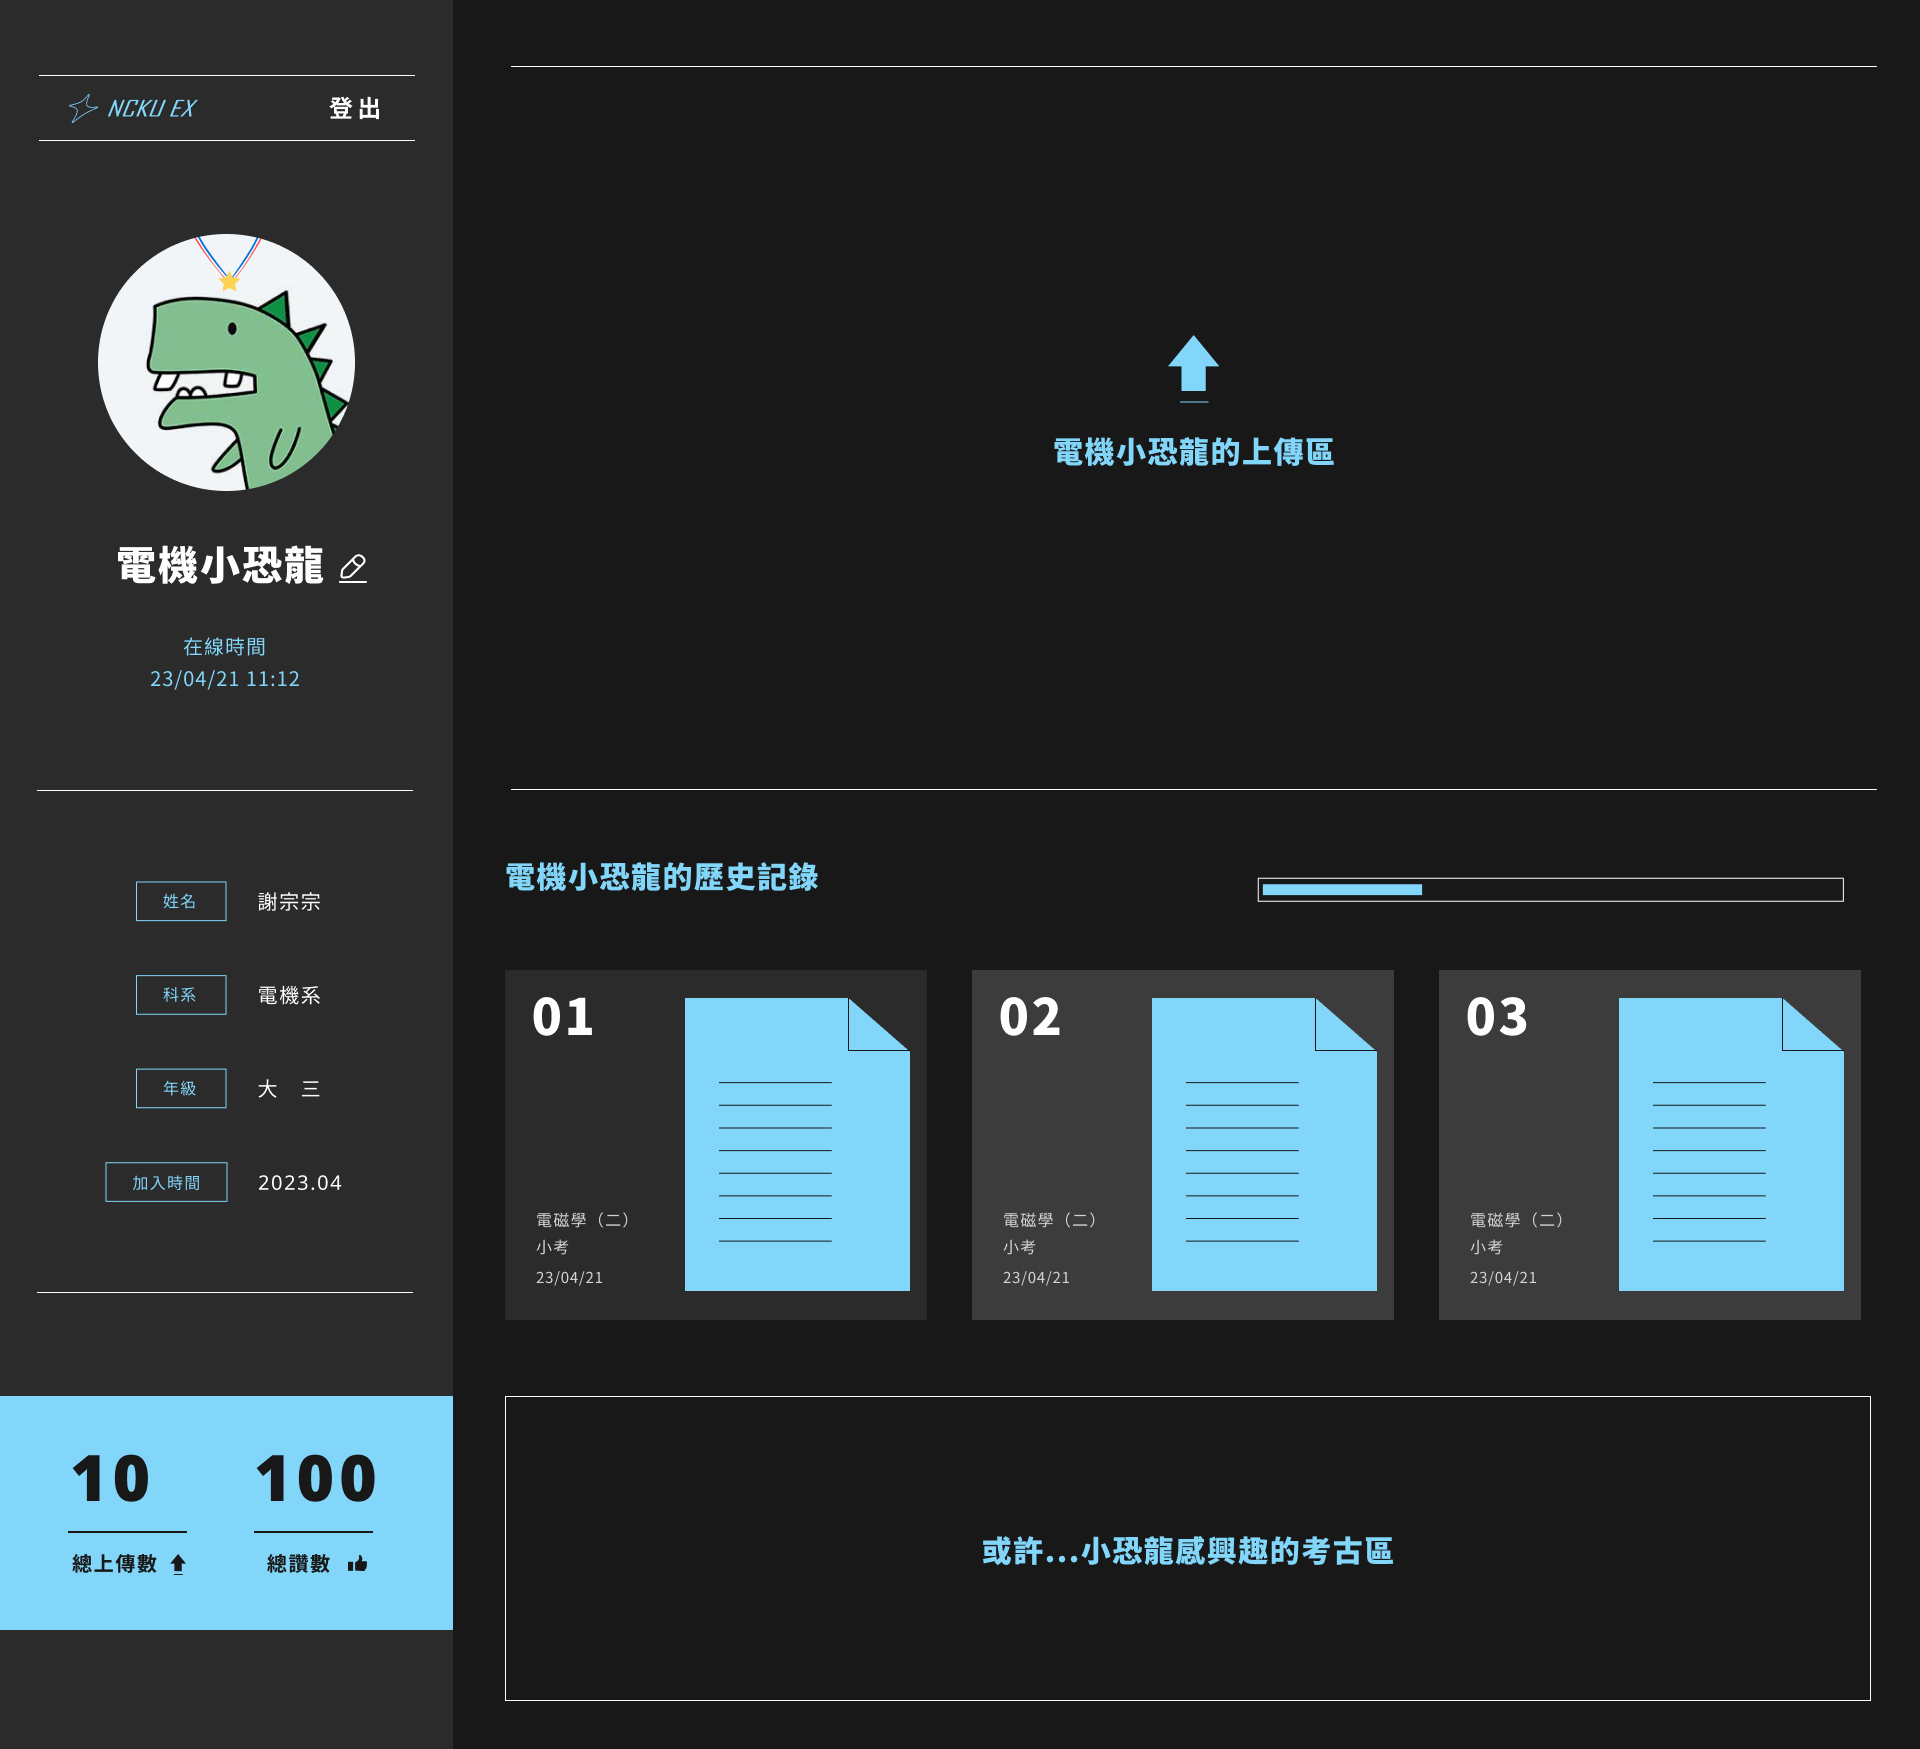 NCKU EX
登出
電機小恐龍
在線時間
23/04/21 11:12
姓名 謝宗宗
科系 電機系
年級 大 三
加入時間 2023.04
10
總上傳數
100
總讚數
電機小恐龍的上傳區
電機小恐龍的歷史記錄
01
電磁學（二）
小考
23/04/21
02
電磁學（二）
小考
23/04/21
03
電磁學（二）
小考
23/04/21
或許...小恐龍感興趣的考古區